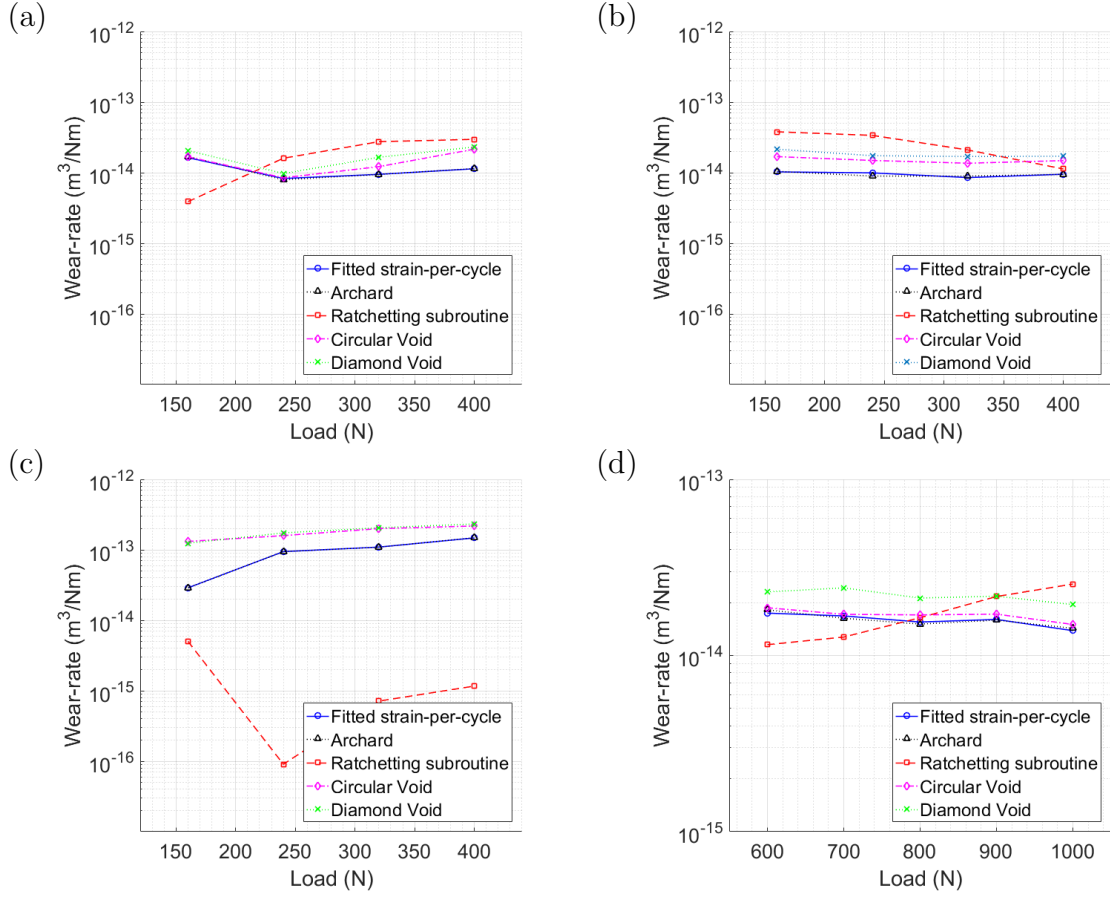 (a)
10⁻¹²
10⁻¹³
10⁻¹⁴
10⁻¹⁵
10⁻¹⁶
Wear-rate (m³/Nm)
150 200 250 300 350 400
Load (N)
Fitted strain-per-cycle
Archard
Ratchetting subroutine
Circular Void
Diamond Void
(b)
10⁻¹²
10⁻¹³
10⁻¹⁴
10⁻¹⁵
10⁻¹⁶
Wear-rate (m³/Nm)
150 200 250 300 350 400
Load (N)
Fitted strain-per-cycle
Archard
Ratchetting subroutine
Circular Void
Diamond Void
(c)
10⁻¹²
10⁻¹³
10⁻¹⁴
10⁻¹⁵
10⁻¹⁶
Wear-rate (m³/Nm)
150 200 250 300 350 400
Load (N)
Fitted strain-per-cycle
Archard
Ratchetting subroutine
Circular Void
Diamond Void
(d)
10⁻¹³
10⁻¹⁴
10⁻¹⁵
Wear-rate (m³/Nm)
600 700 800 900 1000
Load (N)
Fitted strain-per-cycle
Archard
Ratchetting subroutine
Circular Void
Diamond Void